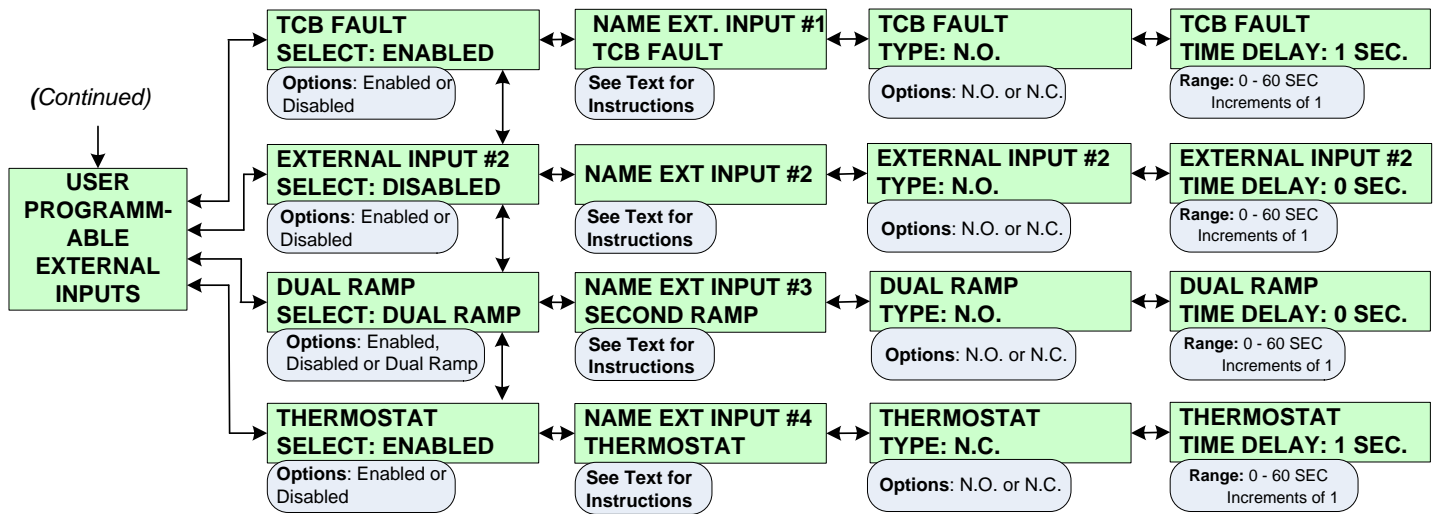 (Continued)
USER
PROGRAMM-
ABLE
EXTERNAL
INPUTS
TCB FAULT
SELECT: ENABLED
Options: Enabled or
Disabled
NAME EXT. INPUT #1
TCB FAULT
See Text for
Instructions
TCB FAULT
TYPE: N.O.
Options: N.O. or N.C.
TCB FAULT
TIME DELAY: 1 SEC.
Range: 0 - 60 SEC
Increments of 1
EXTERNAL INPUT #2
SELECT: DISABLED
Options: Enabled or
Disabled
NAME EXT INPUT #2
See Text for
Instructions
EXTERNAL INPUT #2
TYPE: N.O.
Options: N.O. or N.C.
EXTERNAL INPUT #2
TIME DELAY: 0 SEC.
Range: 0 - 60 SEC
Increments of 1
DUAL RAMP
SELECT: DUAL RAMP
Options: Enabled,
Disabled or Dual Ramp
NAME EXT INPUT #3
SECOND RAMP
See Text for
Instructions
DUAL RAMP
TYPE: N.O.
Options: N.O. or N.C.
DUAL RAMP
TIME DELAY: 0 SEC.
Range: 0 - 60 SEC
Increments of 1
THERMOSTAT
SELECT: ENABLED
Options: Enabled or
Disabled
NAME EXT INPUT #4
THERMOSTAT
See Text for
Instructions
THERMOSTAT
TYPE: N.C.
Options: N.O. or N.C.
THERMOSTAT
TIME DELAY: 1 SEC.
Range: 0 - 60 SEC
Increments of 1